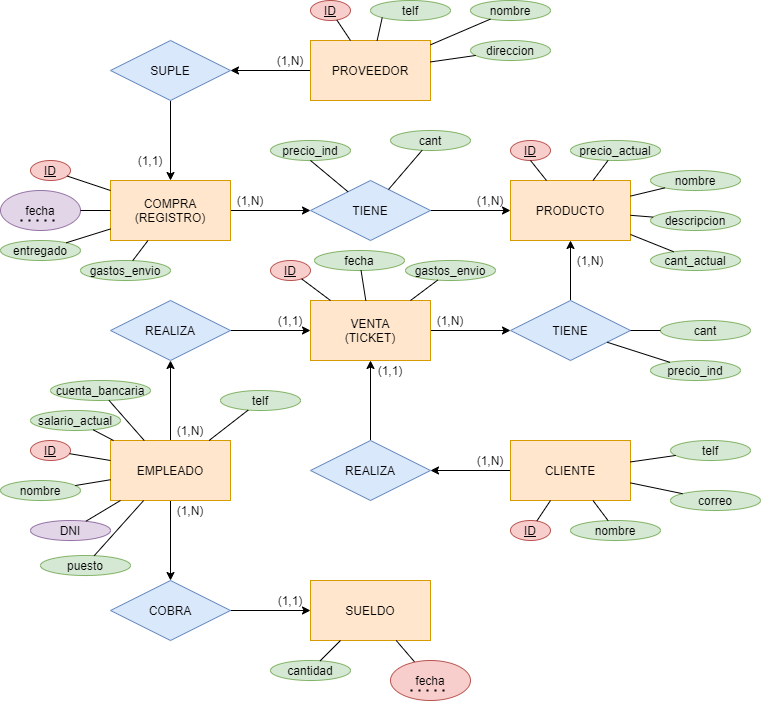 ID
telf
nombre
direccion
PROVEEDOR
(1,N)
SUPLE
(1,1)
ID
fecha
entregado
gastos_envio
COMPRA
(REGISTRO)
(1,N)
precio_ind
cant
TIENE
(1,N)
ID
precio_actual
nombre
descripcion
cant_actual
PRODUCTO
(1,N)
ID
fecha
gastos_envio
REALIZA
(1,1)
VENTA
(TICKET)
(1,N)
TIENE
cant
precio_ind
(1,1)
cuenta_bancaria
salario_actual
ID
nombre
DNI
puesto
telf
(1,N)
EMPLEADO
(1,N)
REALIZA
(1,N)
CLIENTE
telf
correo
ID
nombre
COBRA
(1,1)
SUELDO
cantidad
fecha